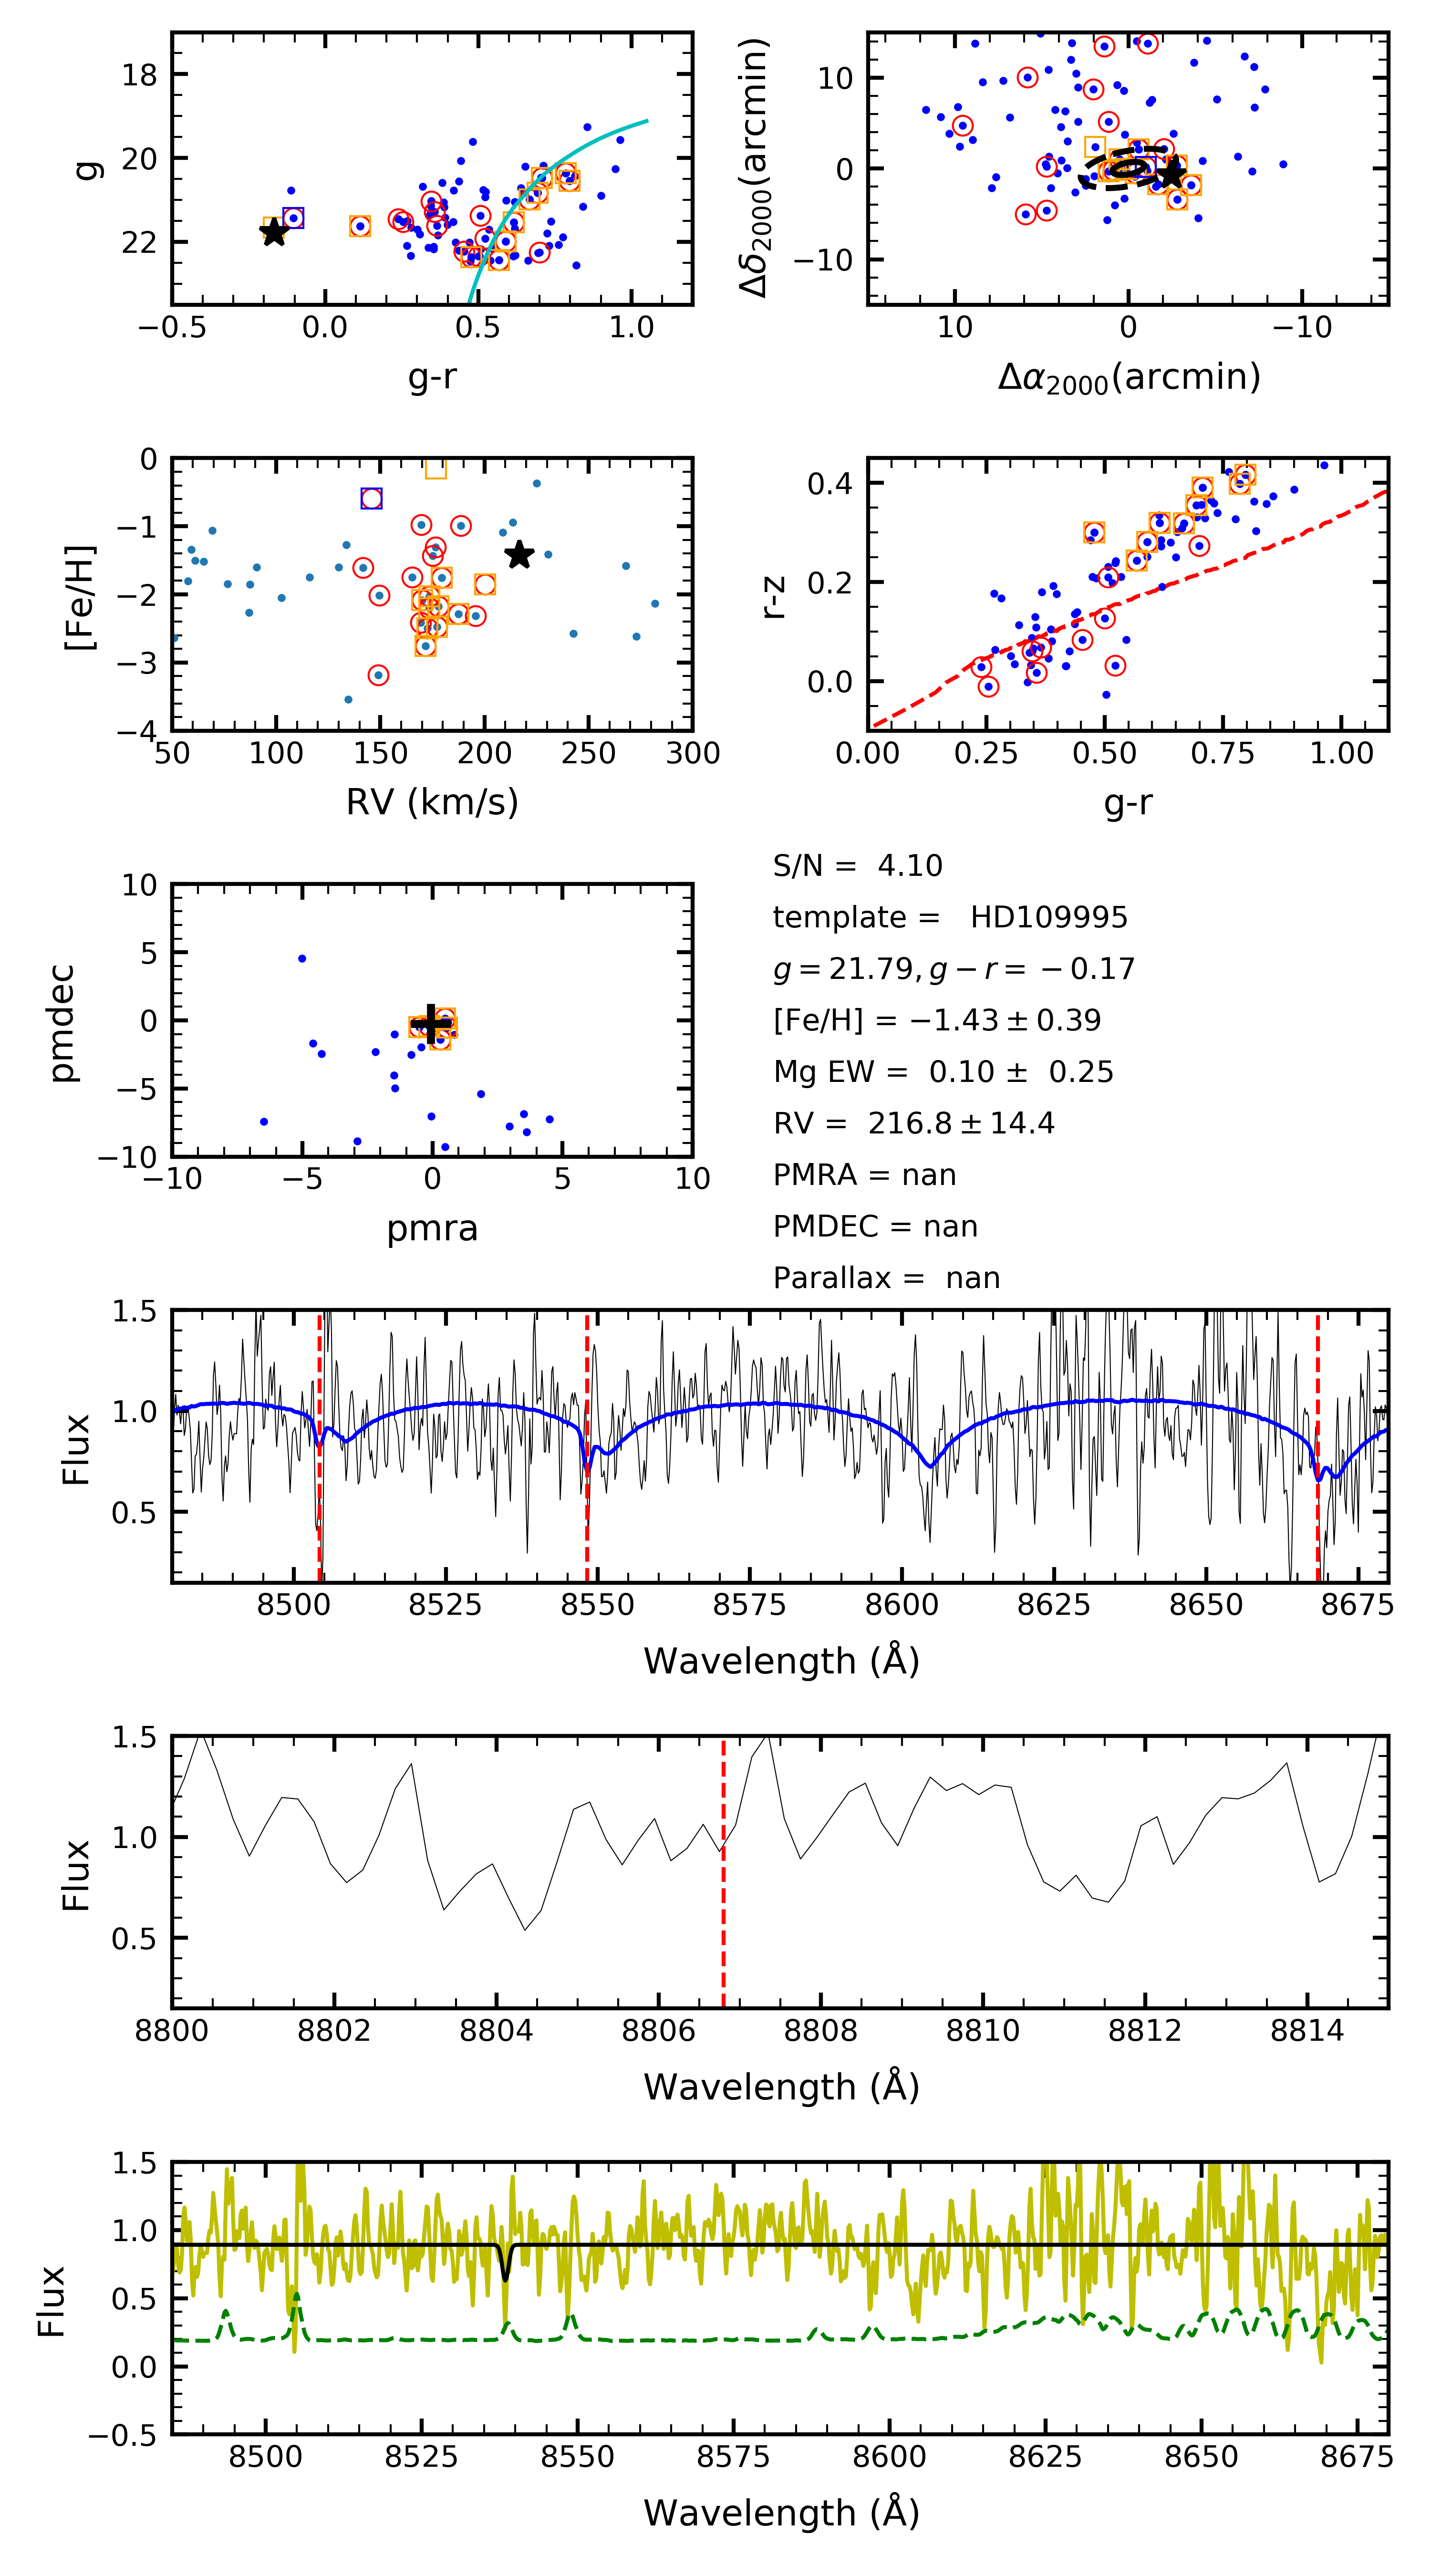 18
20
22
g
−0.5 0.0 0.5 1.0
g-r
10
0
−10
Δδ2000(arcmin)
10 0 −10
Δα2000(arcmin)
0
−1
−2
−3
−4
[Fe/H]
50 100 150 200 250 300
RV (km/s)
0.4
0.2
0.0
r-z
0.00 0.25 0.50 0.75 1.00
g-r
10
5
0
−5
−10
pmdec
−10 −5 0 5 10
pmra
S/N = 4.10
template = HD109995
g = 21.79, g − r = −0.17
[Fe/H] = −1.43 ± 0.39
Mg EW = 0.10 ± 0.25
RV = 216.8 ± 14.4
PMRA = nan
PMDEC = nan
Parallax = nan
1.5
1.0
0.5
Flux
8500 8525 8550 8575 8600 8625 8650 8675
Wavelength (Å)
1.5
1.0
0.5
Flux
8800 8802 8804 8806 8808 8810 8812 8814
Wavelength (Å)
1.5
1.0
0.5
0.0
−0.5
Flux
8500 8525 8550 8575 8600 8625 8650 8675
Wavelength (Å)